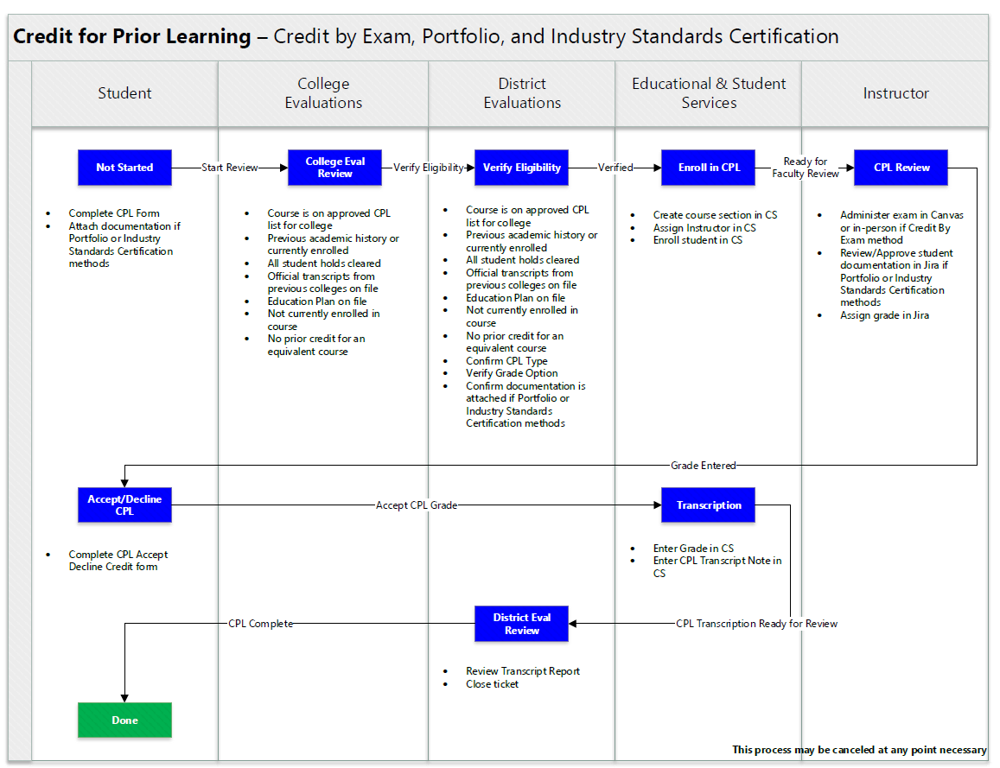 Credit for Prior Learning – Credit by Exam, Portfolio, and Industry Standards Certification
Student
College
Evaluations
District
Evaluations
Educational & Student
Services
Instructor
Not Started
Start Review
College Eval
Review
Verify Eligibility
Verify Eligibility
Verified
Enroll in CPL
Ready for
Faculty Review
CPL Review
• Complete CPL Form
• Attach documentation if
Portfolio or Industry
Standards Certification
methods
• Course is on approved CPL
list for college
• Previous academic history or
currently enrolled
• All student holds cleared
• Official transcripts from
previous colleges on file
• Education Plan on file
• Not currently enrolled in
course
• No prior credit for an
equivalent course
• Course is on approved CPL
list for college
• Previous academic history or
currently enrolled
• All student holds cleared
• Official transcripts from
previous colleges on file
• Education Plan on file
• Not currently enrolled in
course
• No prior credit for an
equivalent course
• Confirm CPL Type
• Verify Grade Option
• Confirm documentation is
attached if Portfolio or
Industry Standards
Certification methods
• Create course section in CS
• Assign Instructor in CS
• Enroll student in CS
• Administer exam in Canvas
or in-person if Credit By
Exam method
• Review/Approve student
documentation in Jira if
Portfolio or Industry
Standards Certification
methods
• Assign grade in Jira
Grade Entered
Accept/Decline
CPL
Accept CPL Grade
Transcription
• Complete CPL Accept
Decline Credit form
• Enter Grade in CS
• Enter CPL Transcript Note in
CS
CPL Complete
District Eval
Review
CPL Transcription Ready for Review
• Review Transcript Report
• Close ticket
Done
This process may be canceled at any point necessary